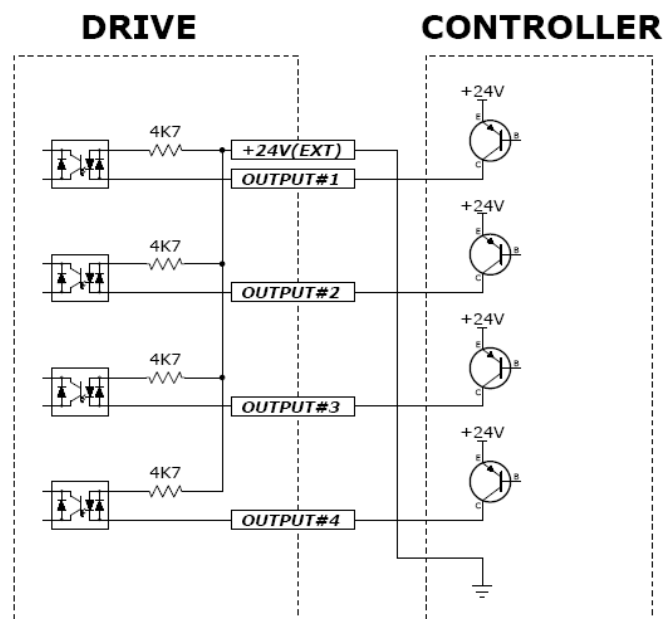 DRIVE CONTROLLER
+24V
4K7 +24V(EXT) E B
OUTPUT#1 C
+24V
4K7 E B
OUTPUT#2 C
+24V
4K7 E B
OUTPUT#3 C
+24V
4K7 E B
OUTPUT#4 C